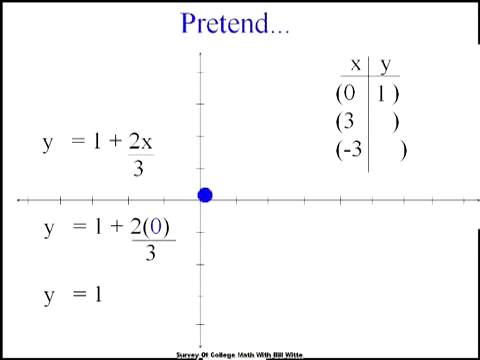 Pretend...
x y
(0 1)
(3 )
(-3 )
y = 1 + 2x
3
y = 1 + 2(0)
3
y = 1
Survey Of College Math With Bill Witte